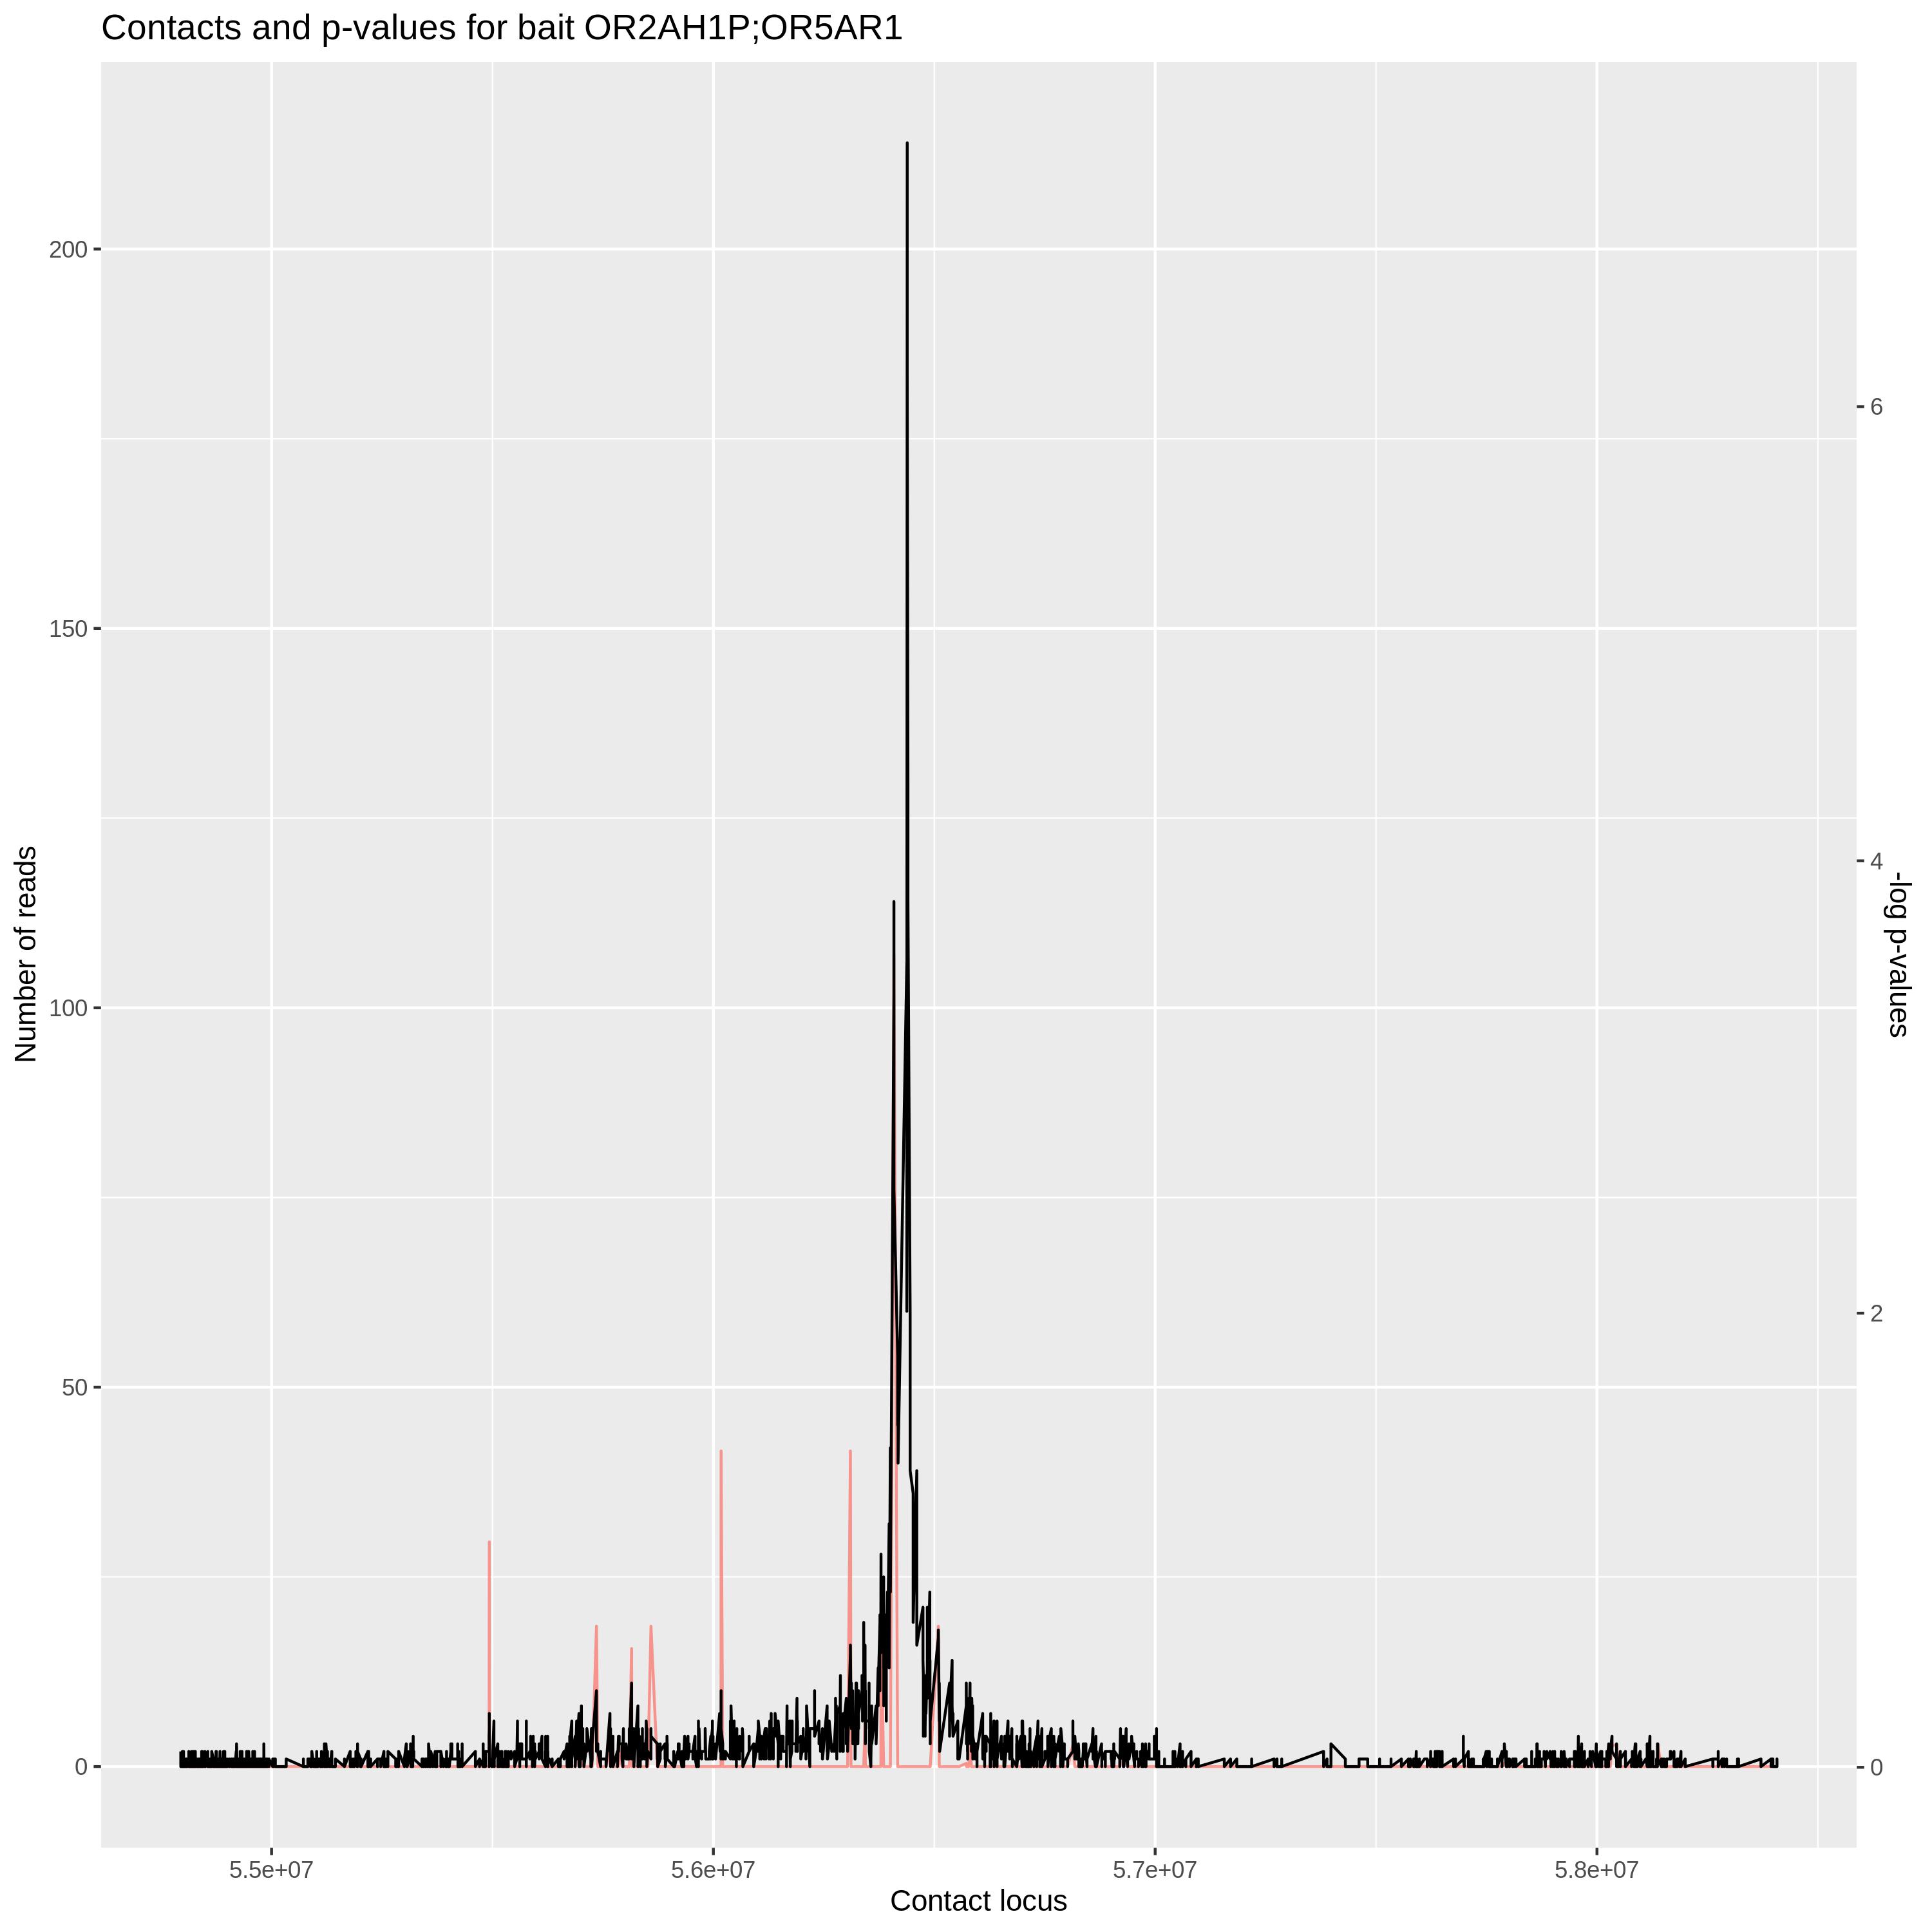 Contacts and p-values for bait OR2AH1P;OR5AR1
Number of reads
200
150
100
50
0
6
4
2
0
-log p-values
5.5e+07
5.6e+07
5.7e+07
5.8e+07
Contact locus